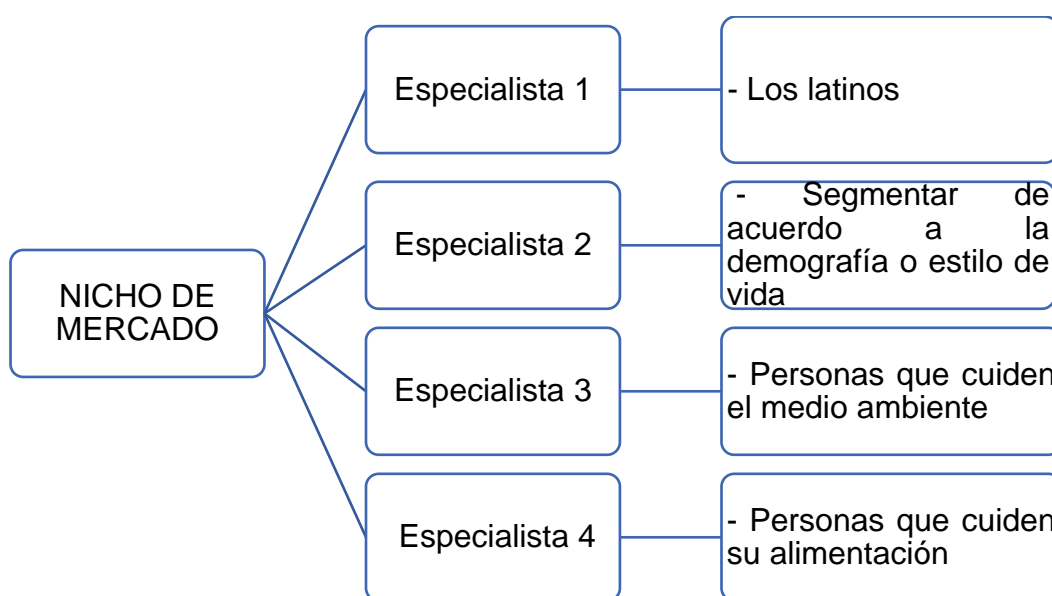 NICHO DE
MERCADO
Especialista 1
- Los latinos
Especialista 2
- Segmentar de
acuerdo a la
demografía o estilo de
vida
Especialista 3
- Personas que cuiden
el medio ambiente
Especialista 4
- Personas que cuiden
su alimentación